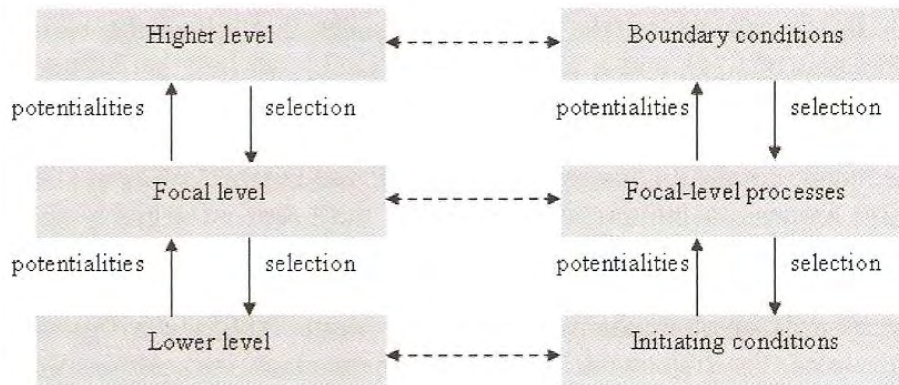 Higher level
Boundary conditions
potentialities
selection
potentialities
selection
Focal level
Focal-level processes
potentialities
selection
potentialities
selection
Lower level
Initiating conditions